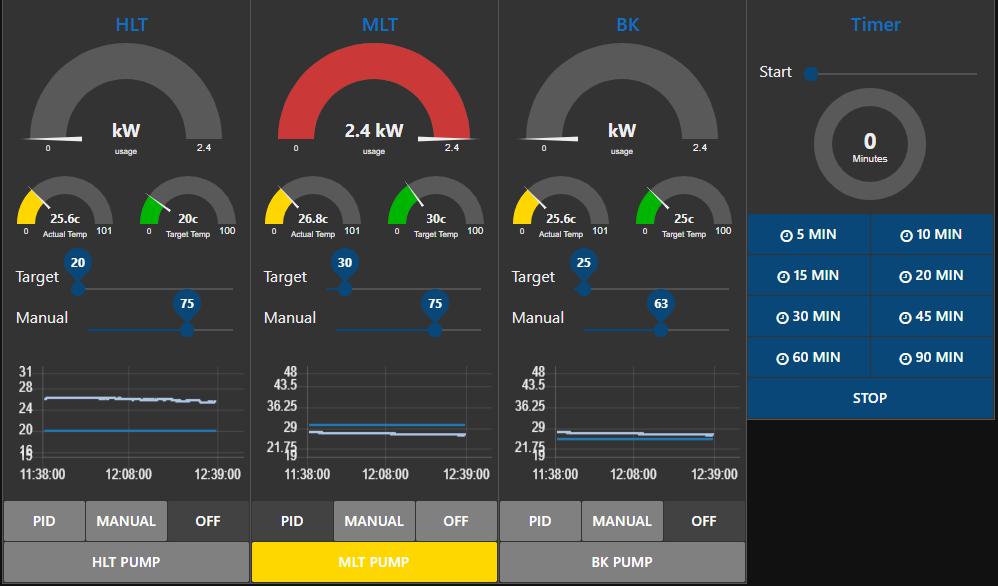 HLT
kW
usage
0
2.4
25.6c
0
Actual Temp
101
20c
0
Target Temp
100
Target
20
Manual
75
31
28
24
20
16
15
11:38:00
12:08:00
12:39:00
PID
MANUAL
OFF
HLT PUMP
MLT
2.4 kW
usage
0
2.4
26.8c
0
Actual Temp
101
30c
0
Target Temp
100
Target
30
Manual
75
48
43.5
36.25
29
21.75
19
11:38:00
12:08:00
12:39:00
PID
MANUAL
OFF
MLT PUMP
BK
kW
usage
0
2.4
25.6c
0
Actual Temp
101
25c
0
Target Temp
100
Target
25
Manual
63
48
43.5
36.25
29
21.75
19
11:38:00
12:08:00
12:39:00
PID
MANUAL
OFF
BK PUMP
Timer
Start
0
Minutes
5 MIN
10 MIN
15 MIN
20 MIN
30 MIN
45 MIN
60 MIN
90 MIN
STOP